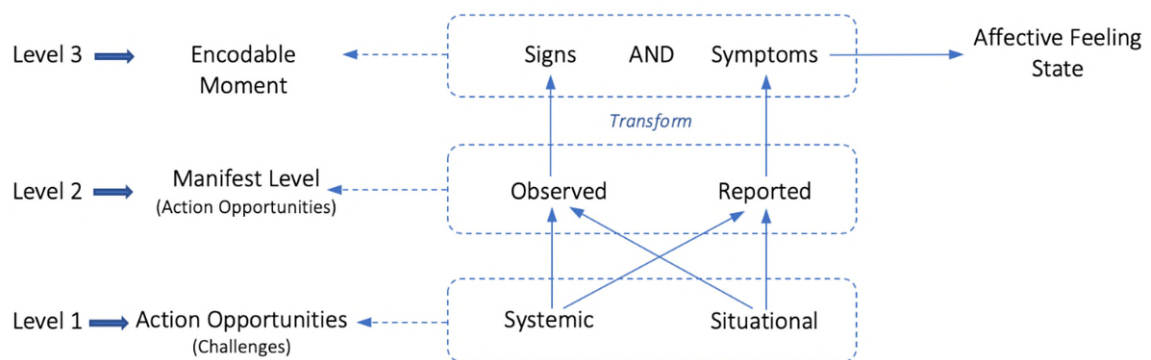 Level 3
Encodable
Moment
Signs AND Symptoms
Affective Feeling
State
Transform
Level 2
Manifest Level
(Action Opportunities)
Observed
Reported
Level 1
Action Opportunities
(Challenges)
Systemic
Situational